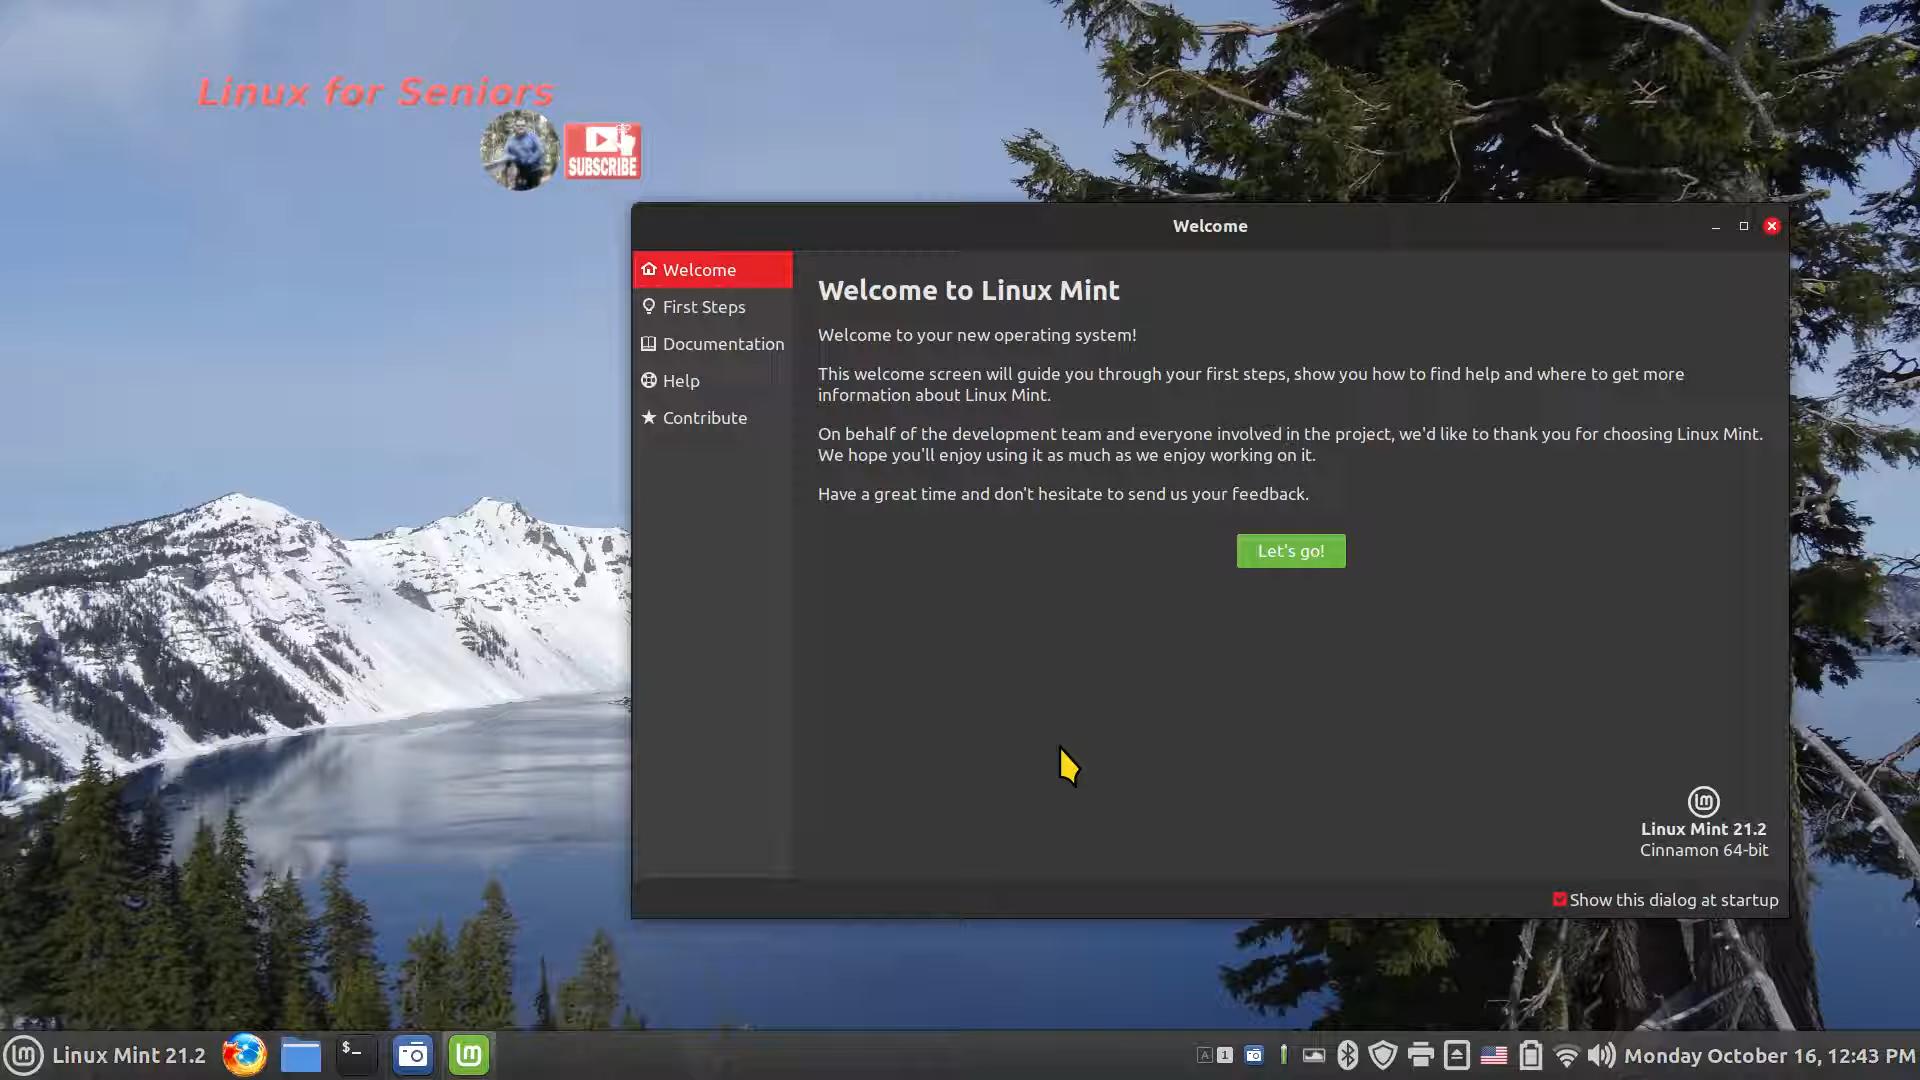 Linux for Seniors
SUBSCRIBE
Welcome
Welcome
First Steps
Documentation
Help
Contribute
Welcome to Linux Mint
Welcome to your new operating system!
This welcome screen will guide you through your first steps, show you how to find help and where to get more
information about Linux Mint.
On behalf of the development team and everyone involved in the project, we'd like to thank you for choosing Linux Mint.
We hope you'll enjoy using it as much as we enjoy working on it.
Have a great time and don't hesitate to send us your feedback.
Let's go!
Linux Mint 21.2
Cinnamon 64-bit
Show this dialog at startup
Linux Mint 21.2
A 1
Monday October 16, 12:43 PM